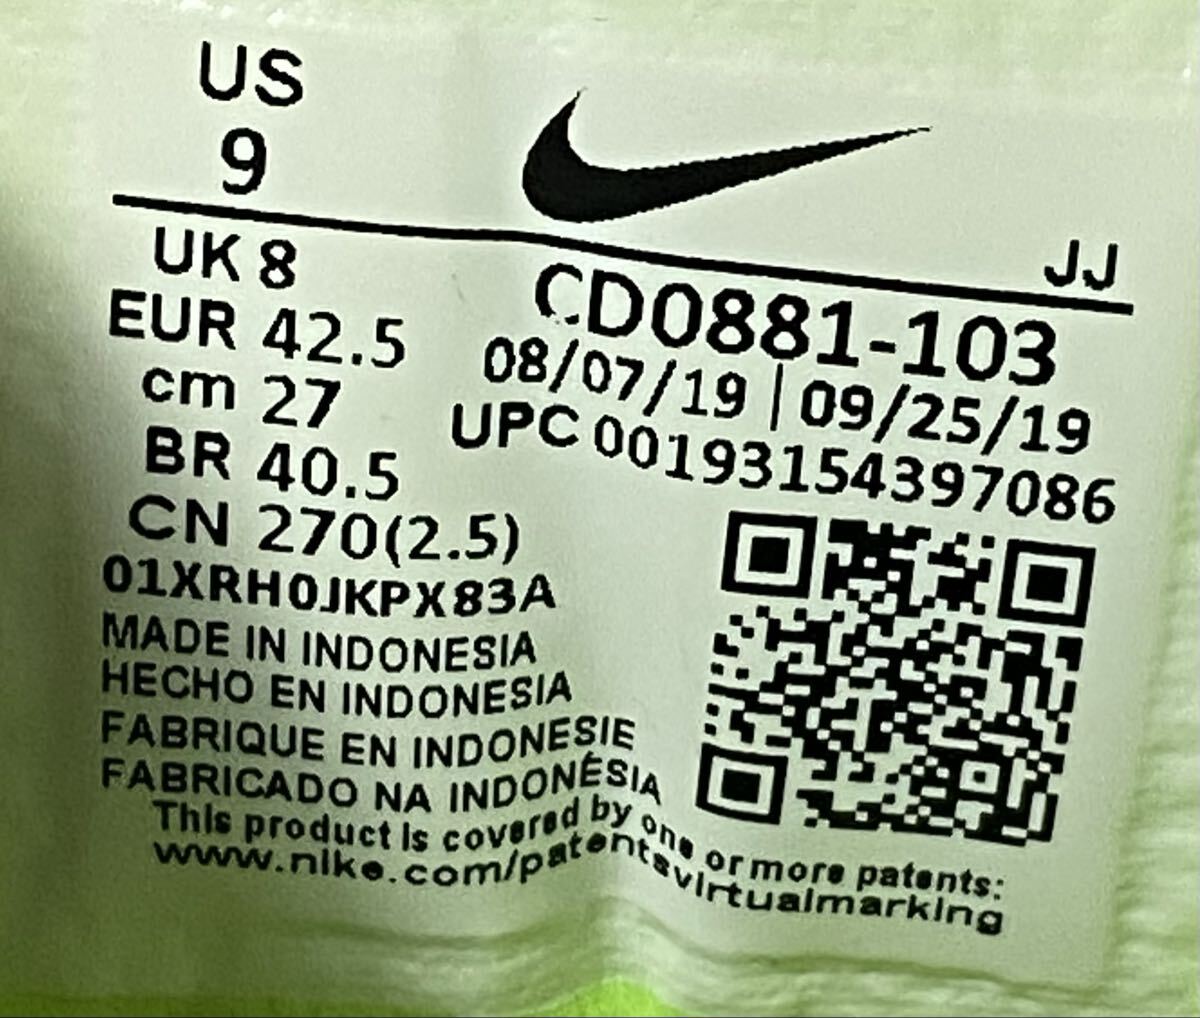 US
9
UK 8
EUR 42.5
cm 27
BR 40.5
CN 270(2.5)
01XRH0JKPX83A
MADE IN INDONESIA
HECHO EN INDONESIA
FABRIQUE EN INDONESIE
FABRICADO NA INDONÉSIA
This product is covered by one or more patents:
www.nike.com/patentsvirtualmarking
JJ
CD0881-103
08/07/19 | 09/25/19
UPC 00193154397086